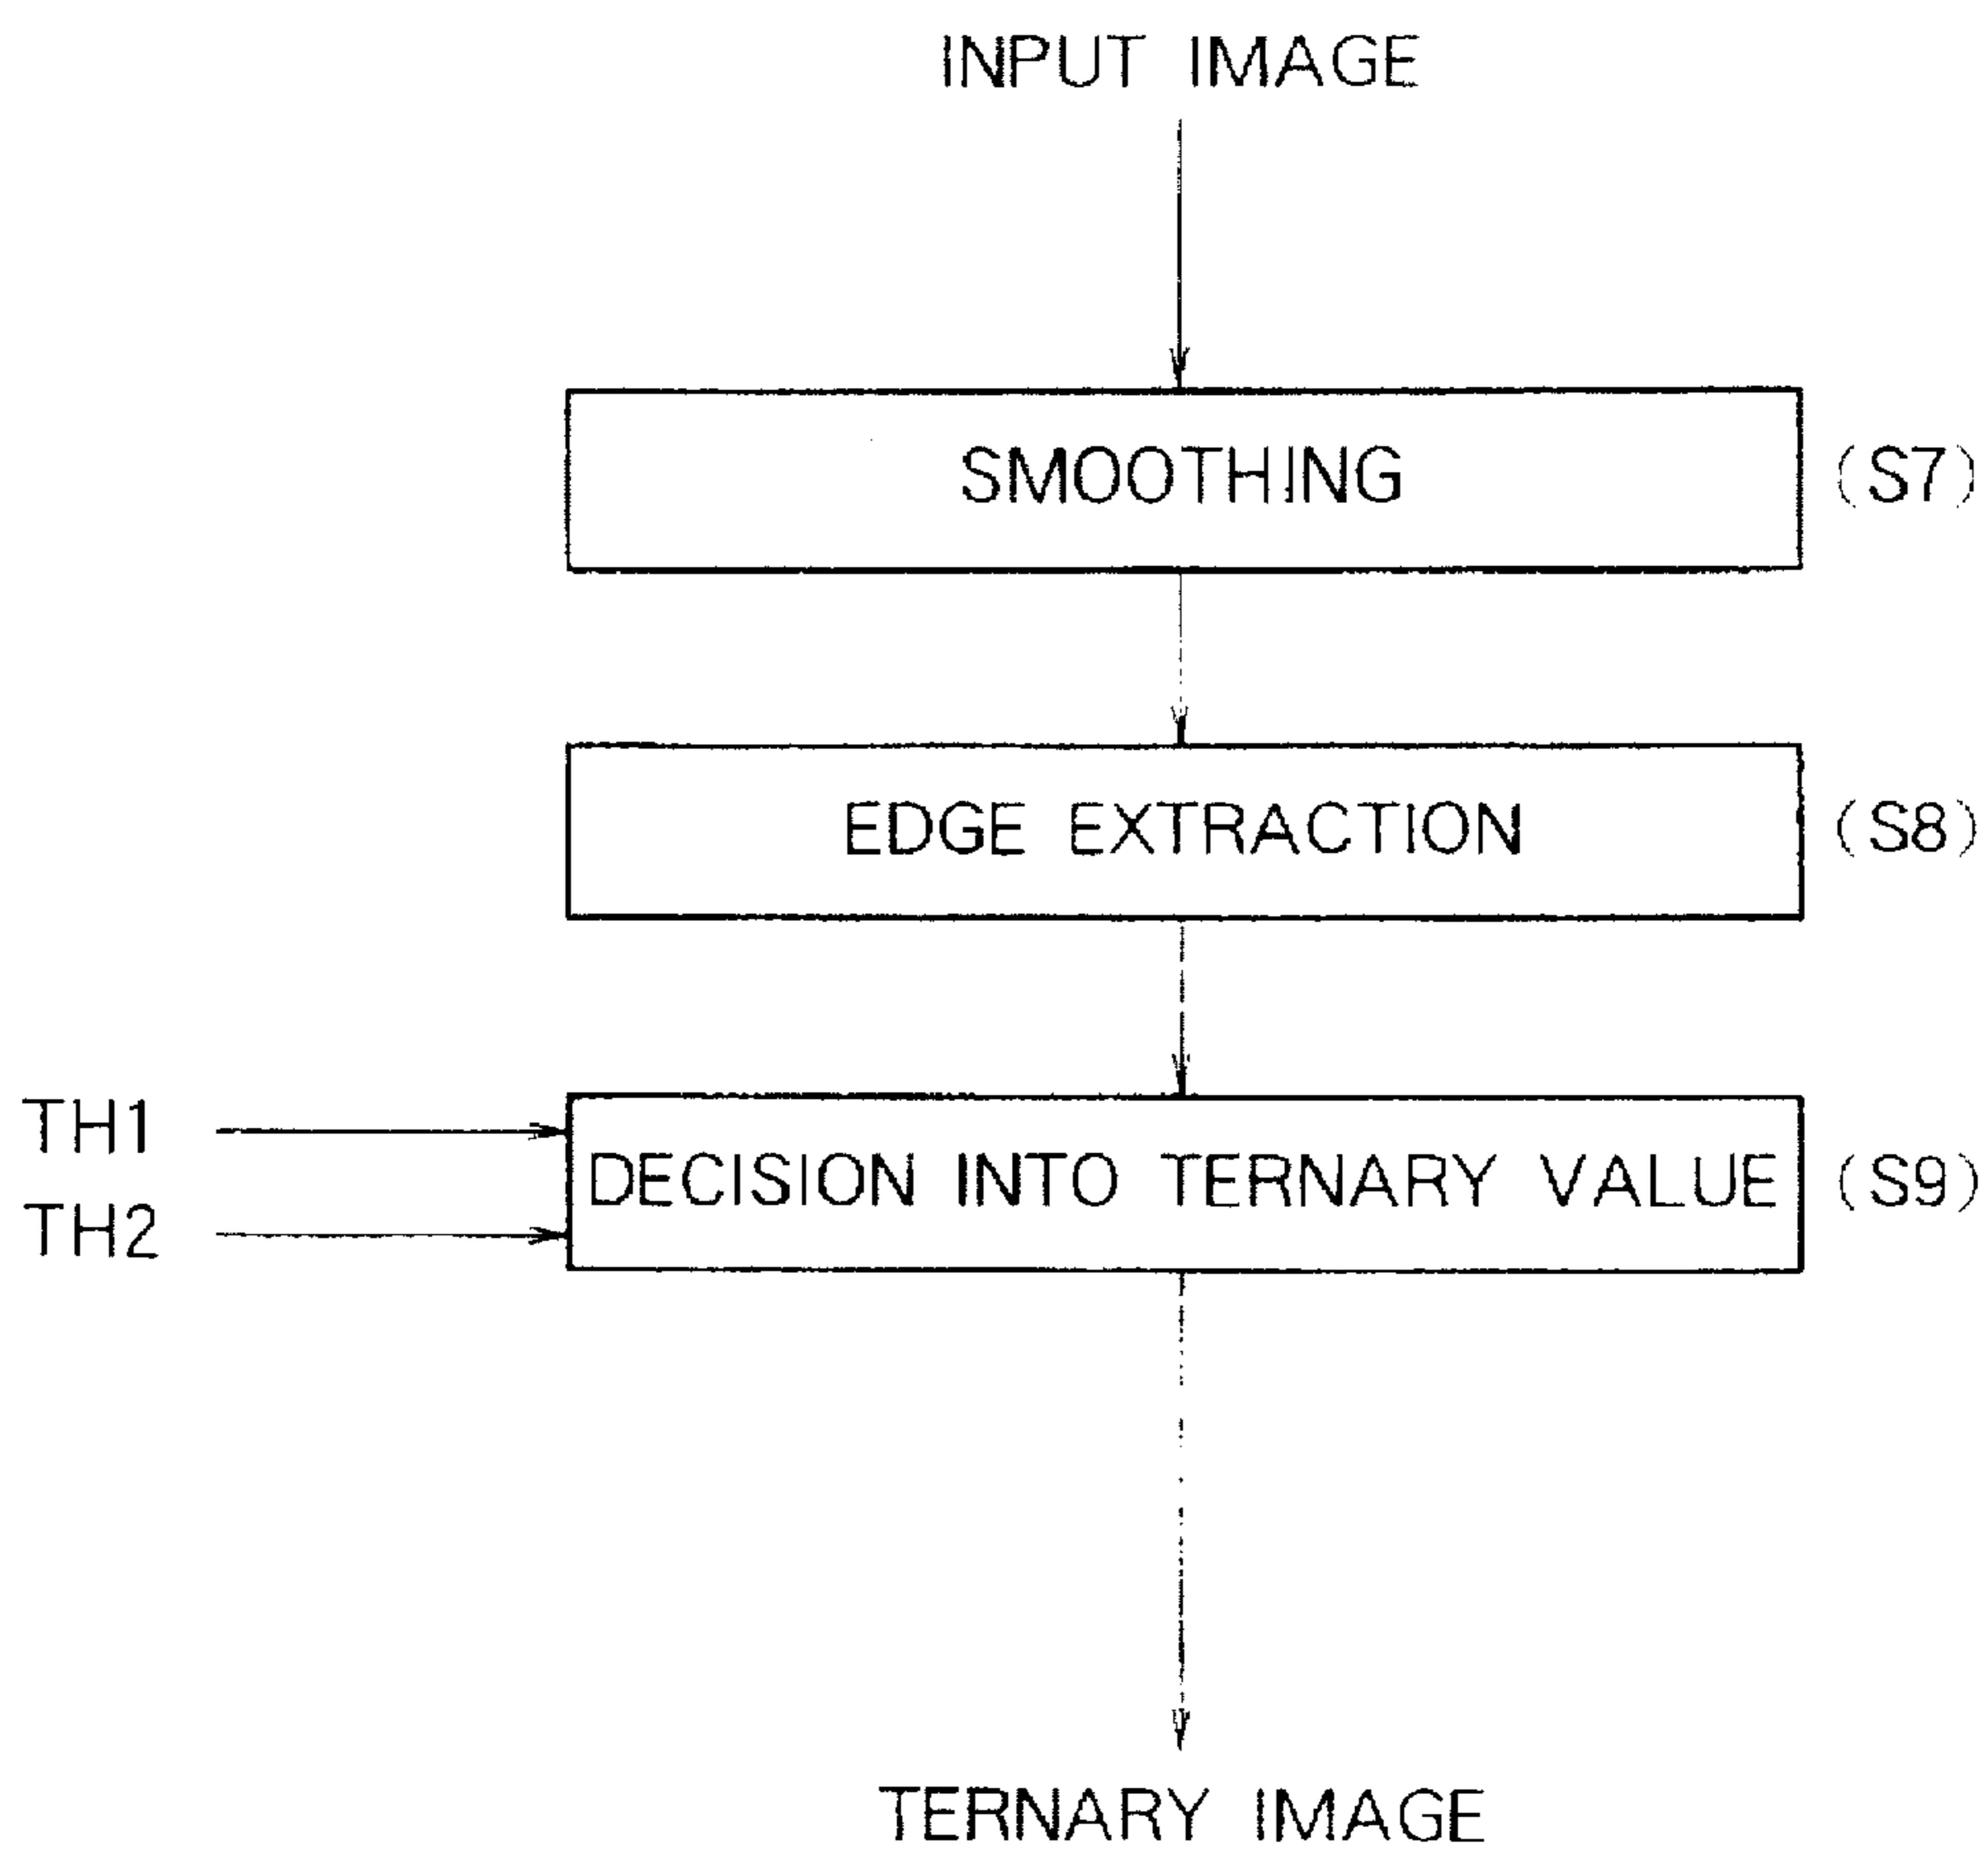 INPUT IMAGE
SMOOTHING (S7)
EDGE EXTRACTION (S8)
TH1
DECISION INTO TERNARY VALUE (S9)
TH2
TERNARY IMAGE